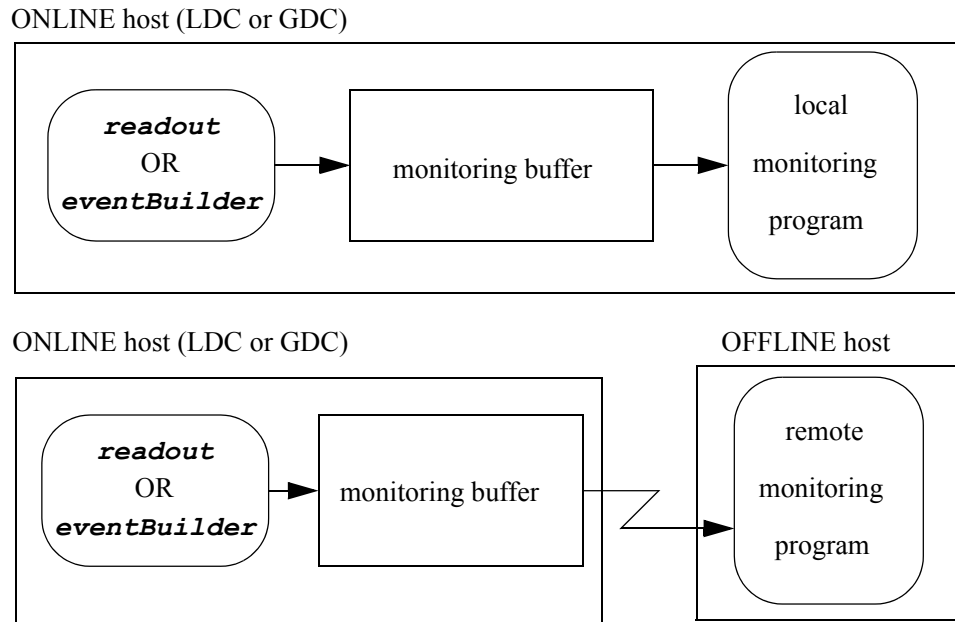 ONLINE host (LDC or GDC)
readout
OR
eventBuilder
monitoring buffer
local
monitoring
program
ONLINE host (LDC or GDC)
OFFLINE host
readout
OR
eventBuilder
monitoring buffer
remote
monitoring
program